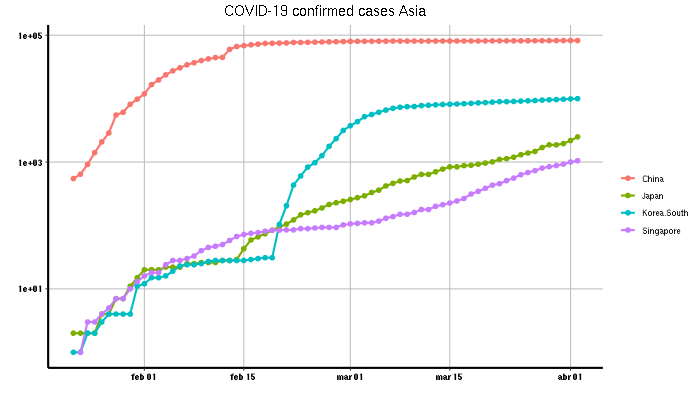 COVID-19 confirmed cases Asia
1e+05
1e+03
1e+01
feb 01
feb 15
mar 01
mar 15
abr 01
China
Japan
Korea.South
Singapore